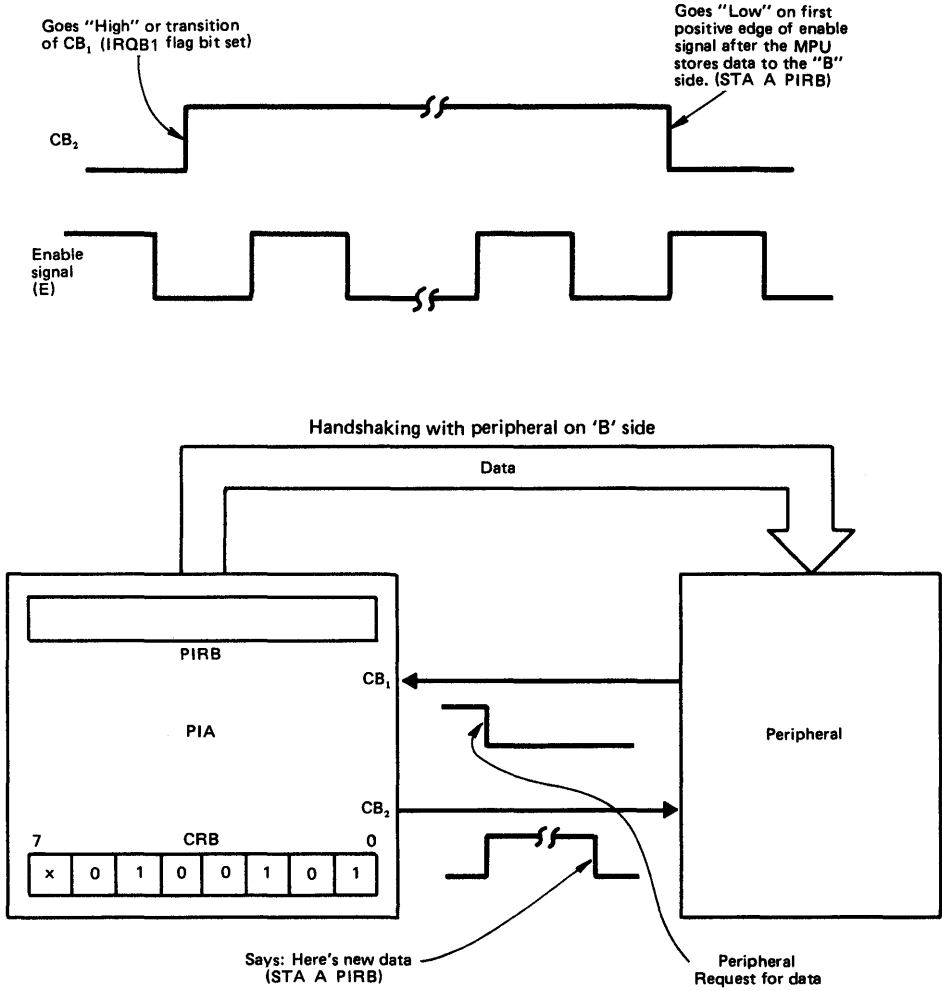 Goes "High" or transition
of CB₁ (IRQB1 flag bit set)
Goes "Low" on first
positive edge of enable
signal after the MPU
stores data to the "B"
side. (STA A PIRB)
CB₂
Enable
signal
(E)
Handshaking with peripheral on 'B' side
Data
PIRB
CB₁
PIA
Peripheral
CB₂
7 CRB 0
x 0 1 0 0 1 0 1
Says: Here's new data
(STA A PIRB)
Peripheral
Request for data